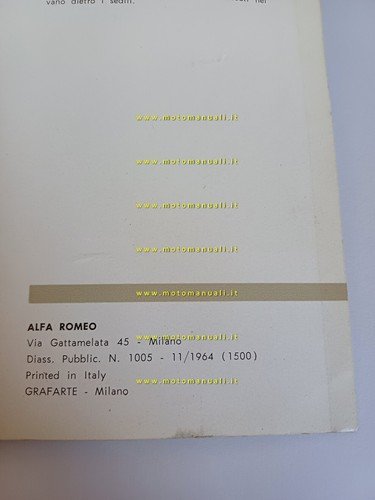 vano dietro i sedili.
www.motomanuali.it
www.motomanuali.it
www.motomanuali.it
www.motomanuali.it
www.motomanuali.it
ALFA ROMEO
Via Gattamelata 45 - Milano
www.motomanuali.it
Diass. Pubblic. N. 1005 - 11/1964 (1500)
Printed in Italy
www.motomanuali.it
GRAFARTE - Milano